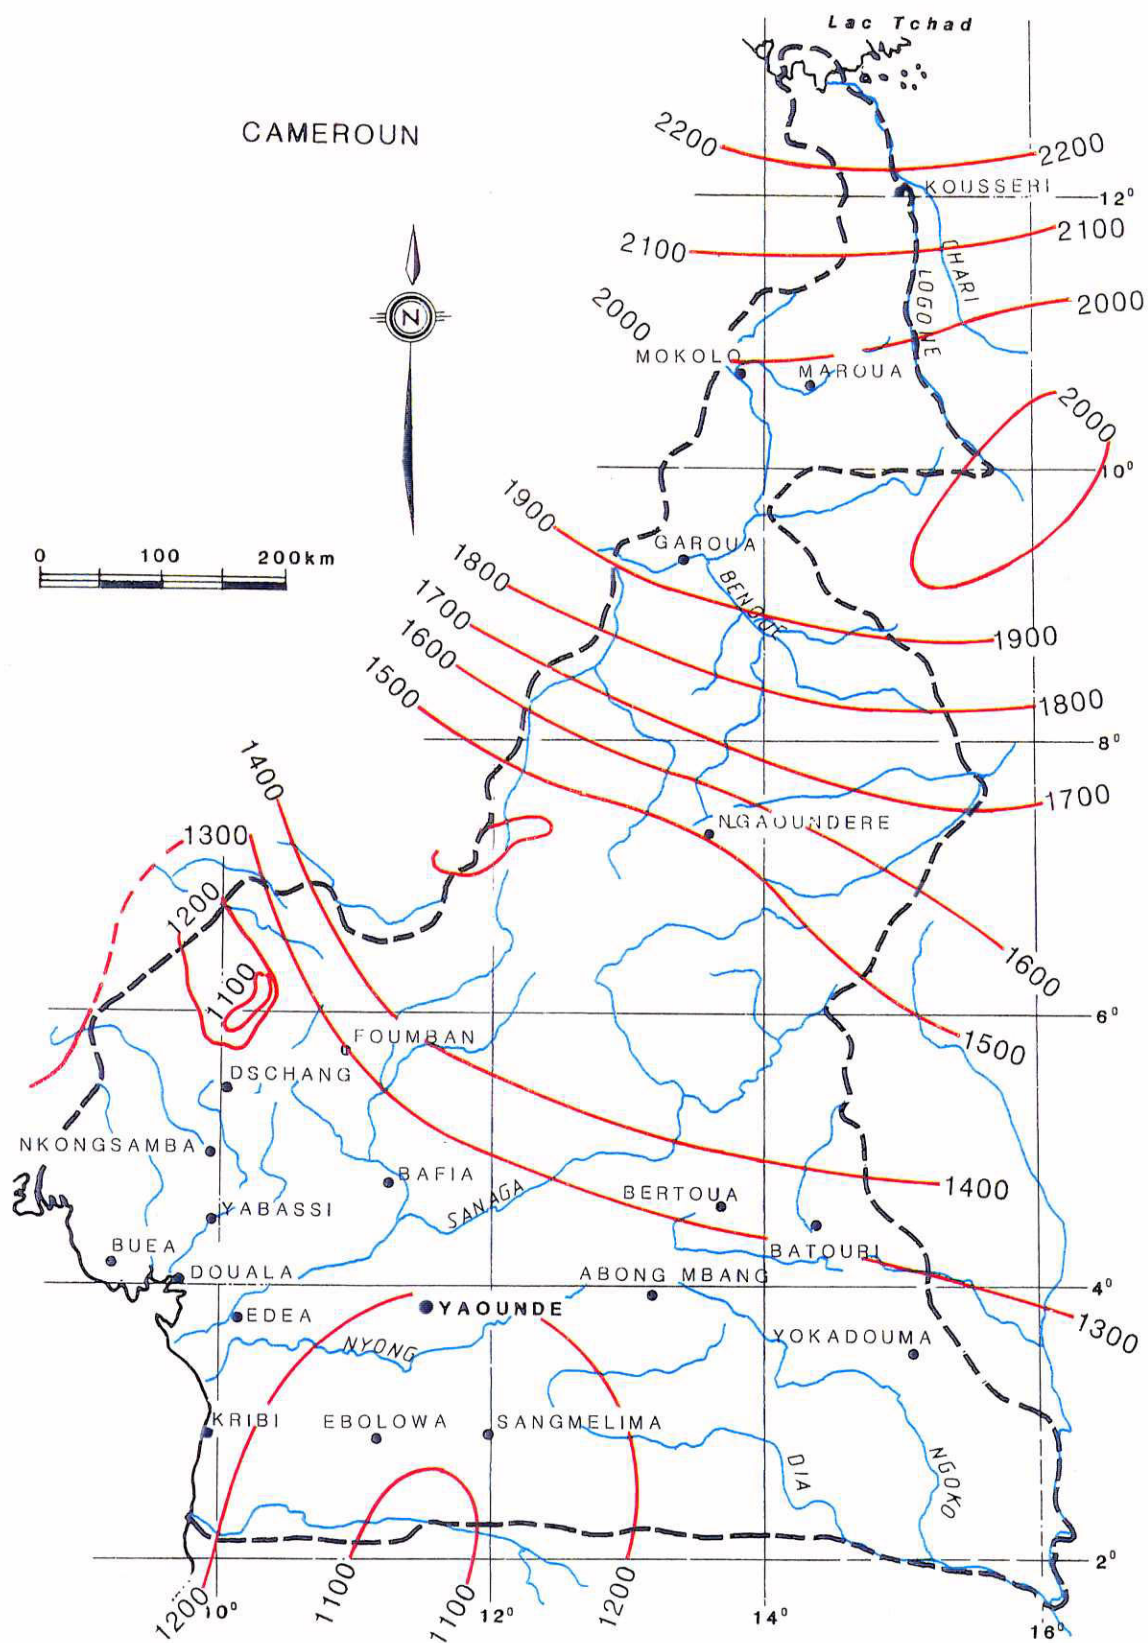 Lac Tchad
CAMEROUN
2200
2200
KOUSSERI
12°
2100
2100
CHARI
LOGONE
2000
2000
MOKOLO
MAROUA
2000
10°
1900
GAROUA
0 100 200km
1800
BENOUE
1700
1600
1900
1500
1800
8°
1400
1700
NGAOUNDERE
1300
1200
1100
1600
6°
FOUMBAN
1500
DSCHANG
NKONGSAMBA
BAFIA
1400
SANAGA
BERTOUA
YABASSI
BUEA
BATOURI
DOUALA
ABONG MBANG
4°
EDEA
YAOUNDE
1300
NYONG
YOKADOUMA
KRIBI
EBOLOWA
SANGMELIMA
DIA
NGOKO
2°
1200
10°
1100
1100
12°
1200
14°
16°